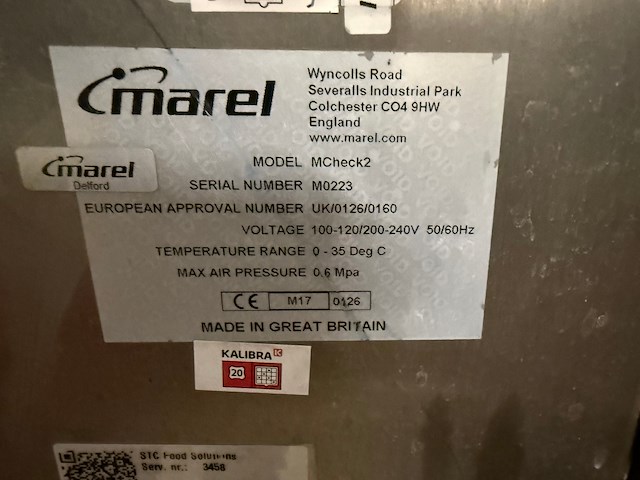 marel
Wyncolls Road
Severalls Industrial Park
Colchester CO4 9HW
England
www.marel.com
marel
Delford
MODEL MCheck2
SERIAL NUMBER M0223
EUROPEAN APPROVAL NUMBER UK/0126/0160
VOLTAGE 100-120/200-240V 50/60Hz
TEMPERATURE RANGE 0 - 35 Deg C
MAX AIR PRESSURE 0.6 Mpa
CE M17 0126
MADE IN GREAT BRITAIN
KALIBRA K
20
STC Food Solutions
Serv. nr.: 3458